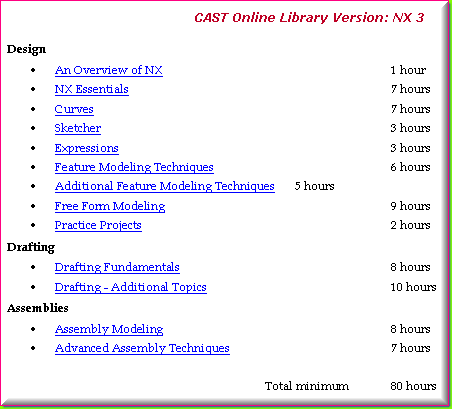 CAST Online Library Version: NX 3
Design
• An Overview of NX 1 hour
• NX Essentials 7 hours
• Curves 7 hours
• Sketcher 3 hours
• Expressions 3 hours
• Feature Modeling Techniques 6 hours
• Additional Feature Modeling Techniques 5 hours
• Free Form Modeling 9 hours
• Practice Projects 2 hours
Drafting
• Drafting Fundamentals 8 hours
• Drafting - Additional Topics 10 hours
Assemblies
• Assembly Modeling 8 hours
• Advanced Assembly Techniques 7 hours
Total minimum 80 hours